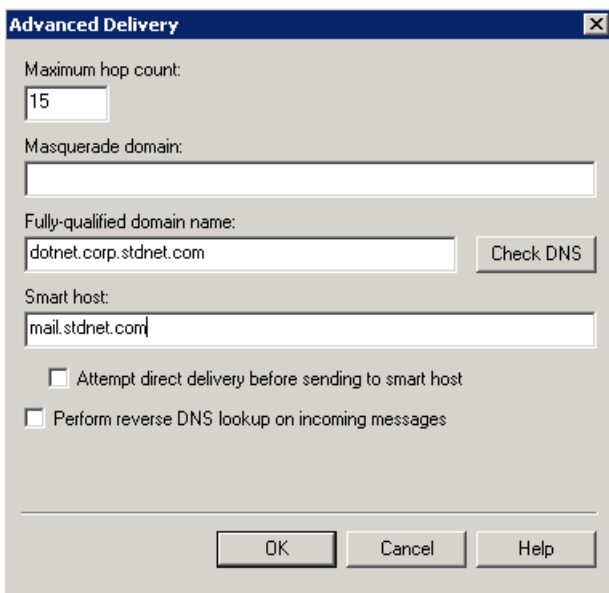 Advanced Delivery
Maximum hop count:
15
Masquerade domain:
Fully-qualified domain name:
dotnet.corp.stdnet.com
Check DNS
Smart host:
mail.stdnet.com
Attempt direct delivery before sending to smart host
Perform reverse DNS lookup on incoming messages
OK
Cancel
Help